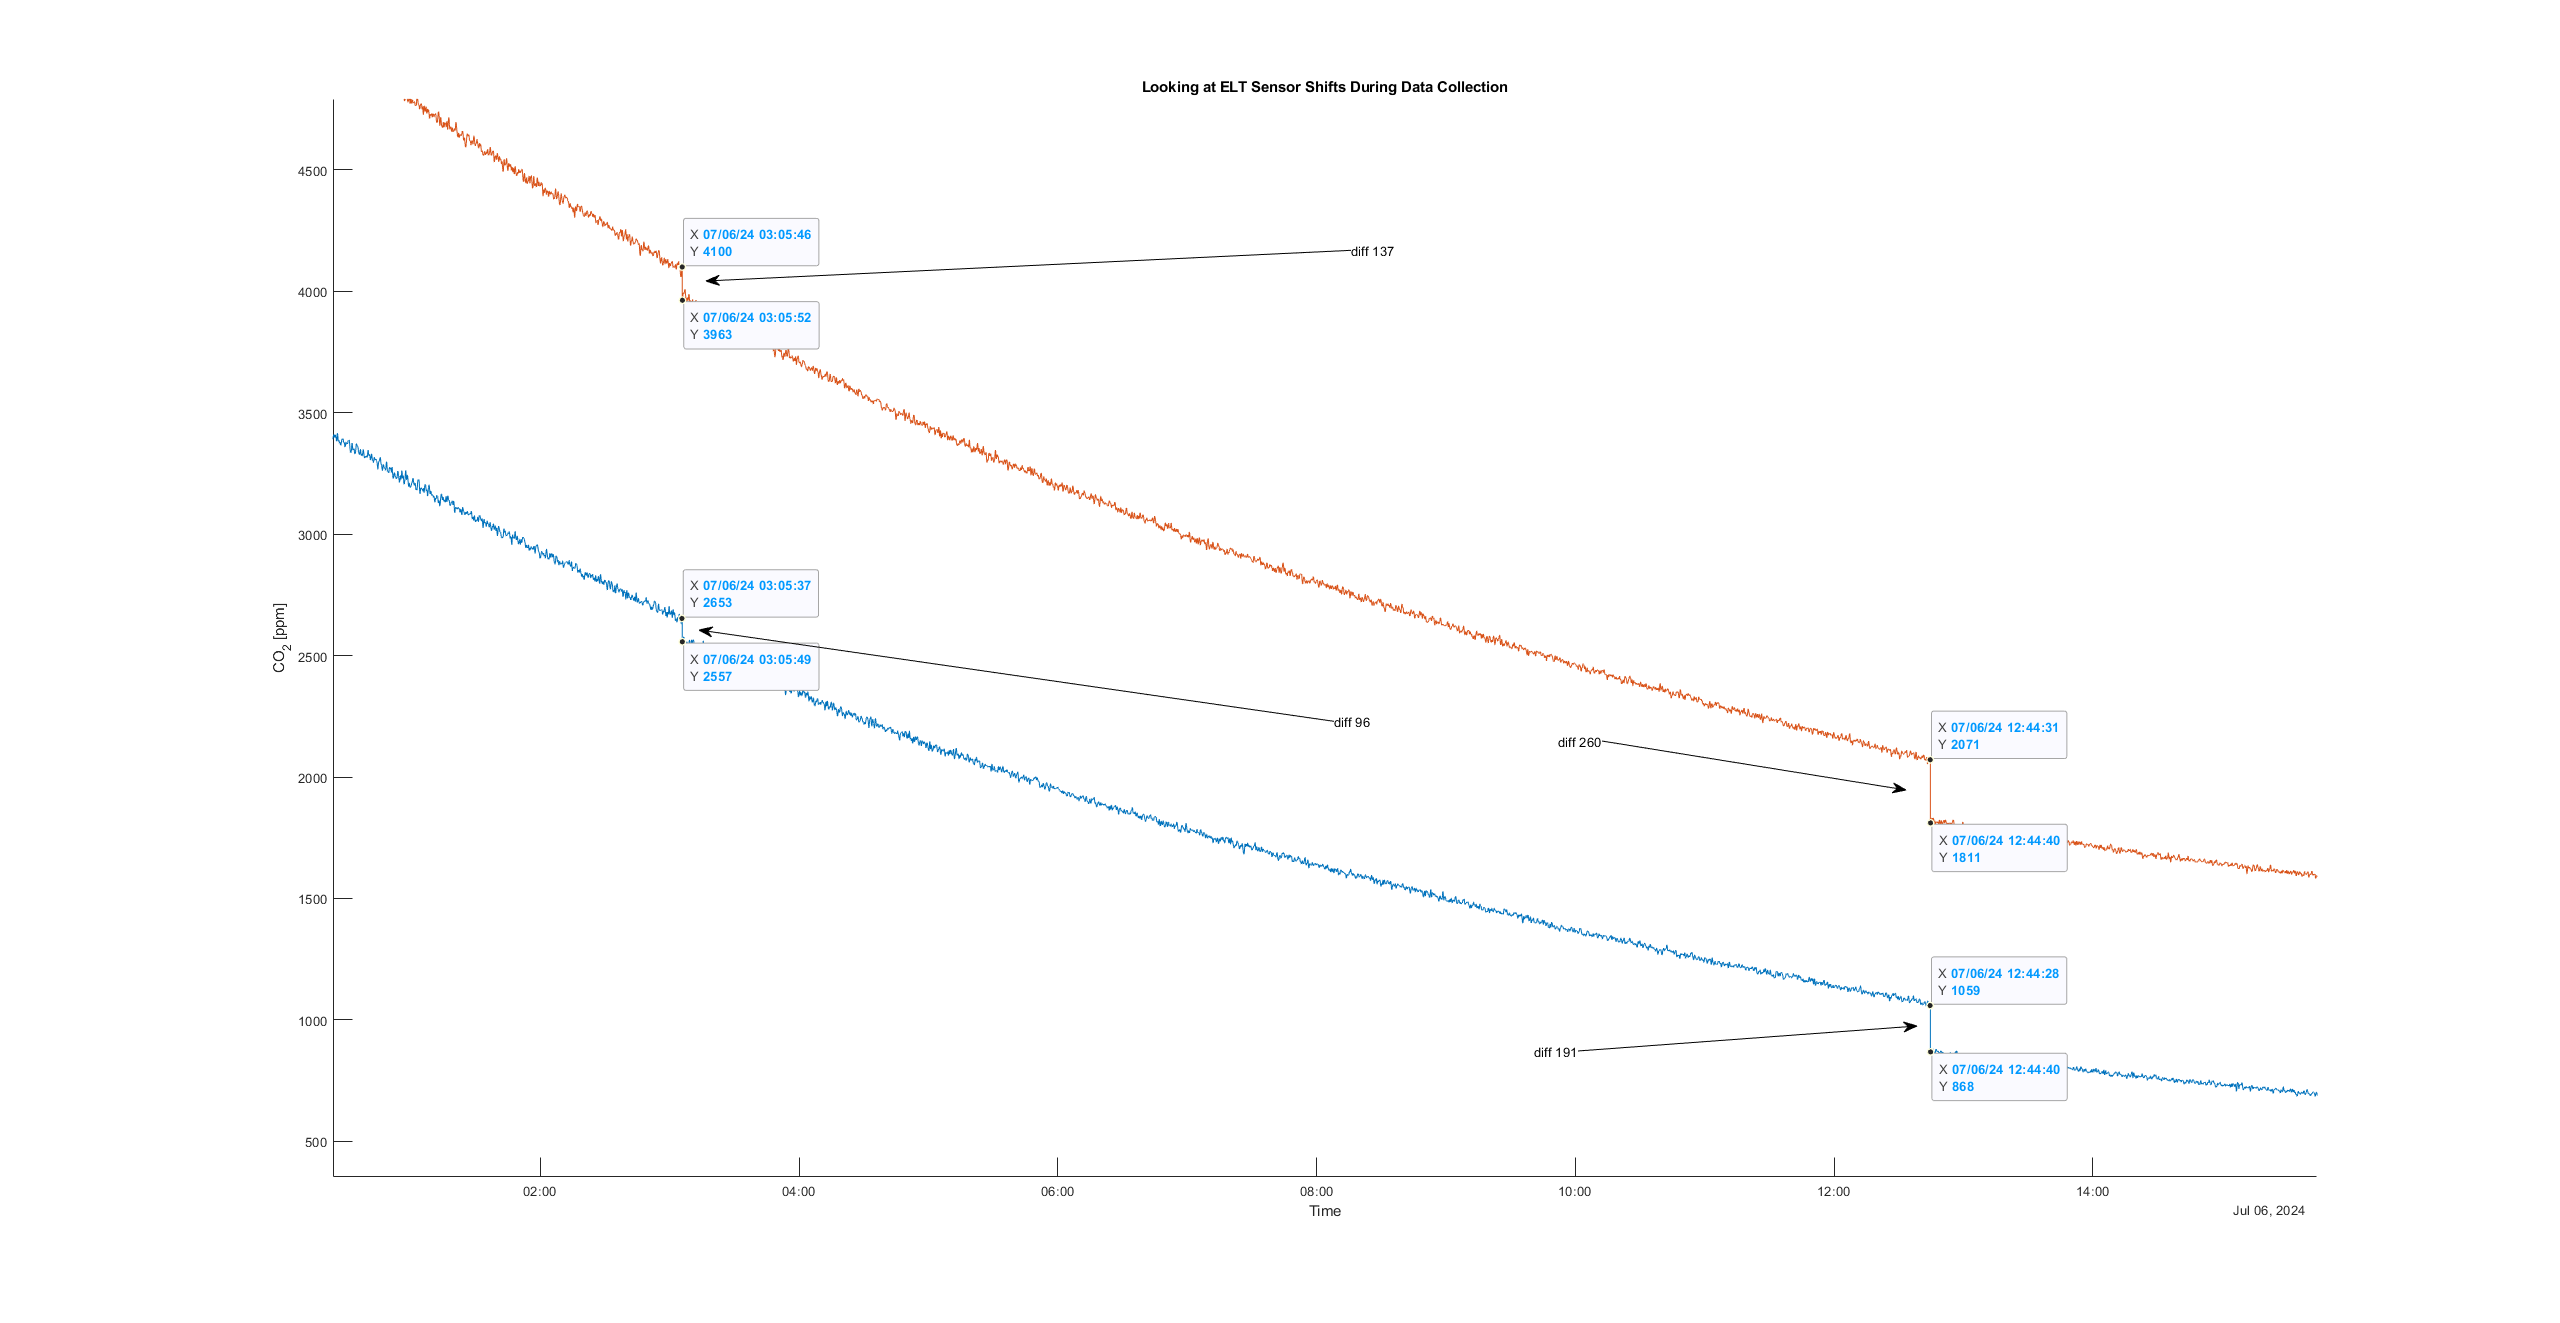 Looking at ELT Sensor Shifts During Data Collection
4500
4000
3500
3000
2500
2000
1500
1000
500
CO2 [ppm]
X 07/06/24 03:05:46
Y 4100
diff 137
X 07/06/24 03:05:52
Y 3963
X 07/06/24 03:05:37
Y 2653
X 07/06/24 03:05:49
Y 2557
diff 96
diff 260
X 07/06/24 12:44:31
Y 2071
X 07/06/24 12:44:40
Y 1811
X 07/06/24 12:44:28
Y 1059
diff 191
X 07/06/24 12:44:40
Y 868
02:00
04:00
06:00
08:00
10:00
12:00
14:00
Time
Jul 06, 2024